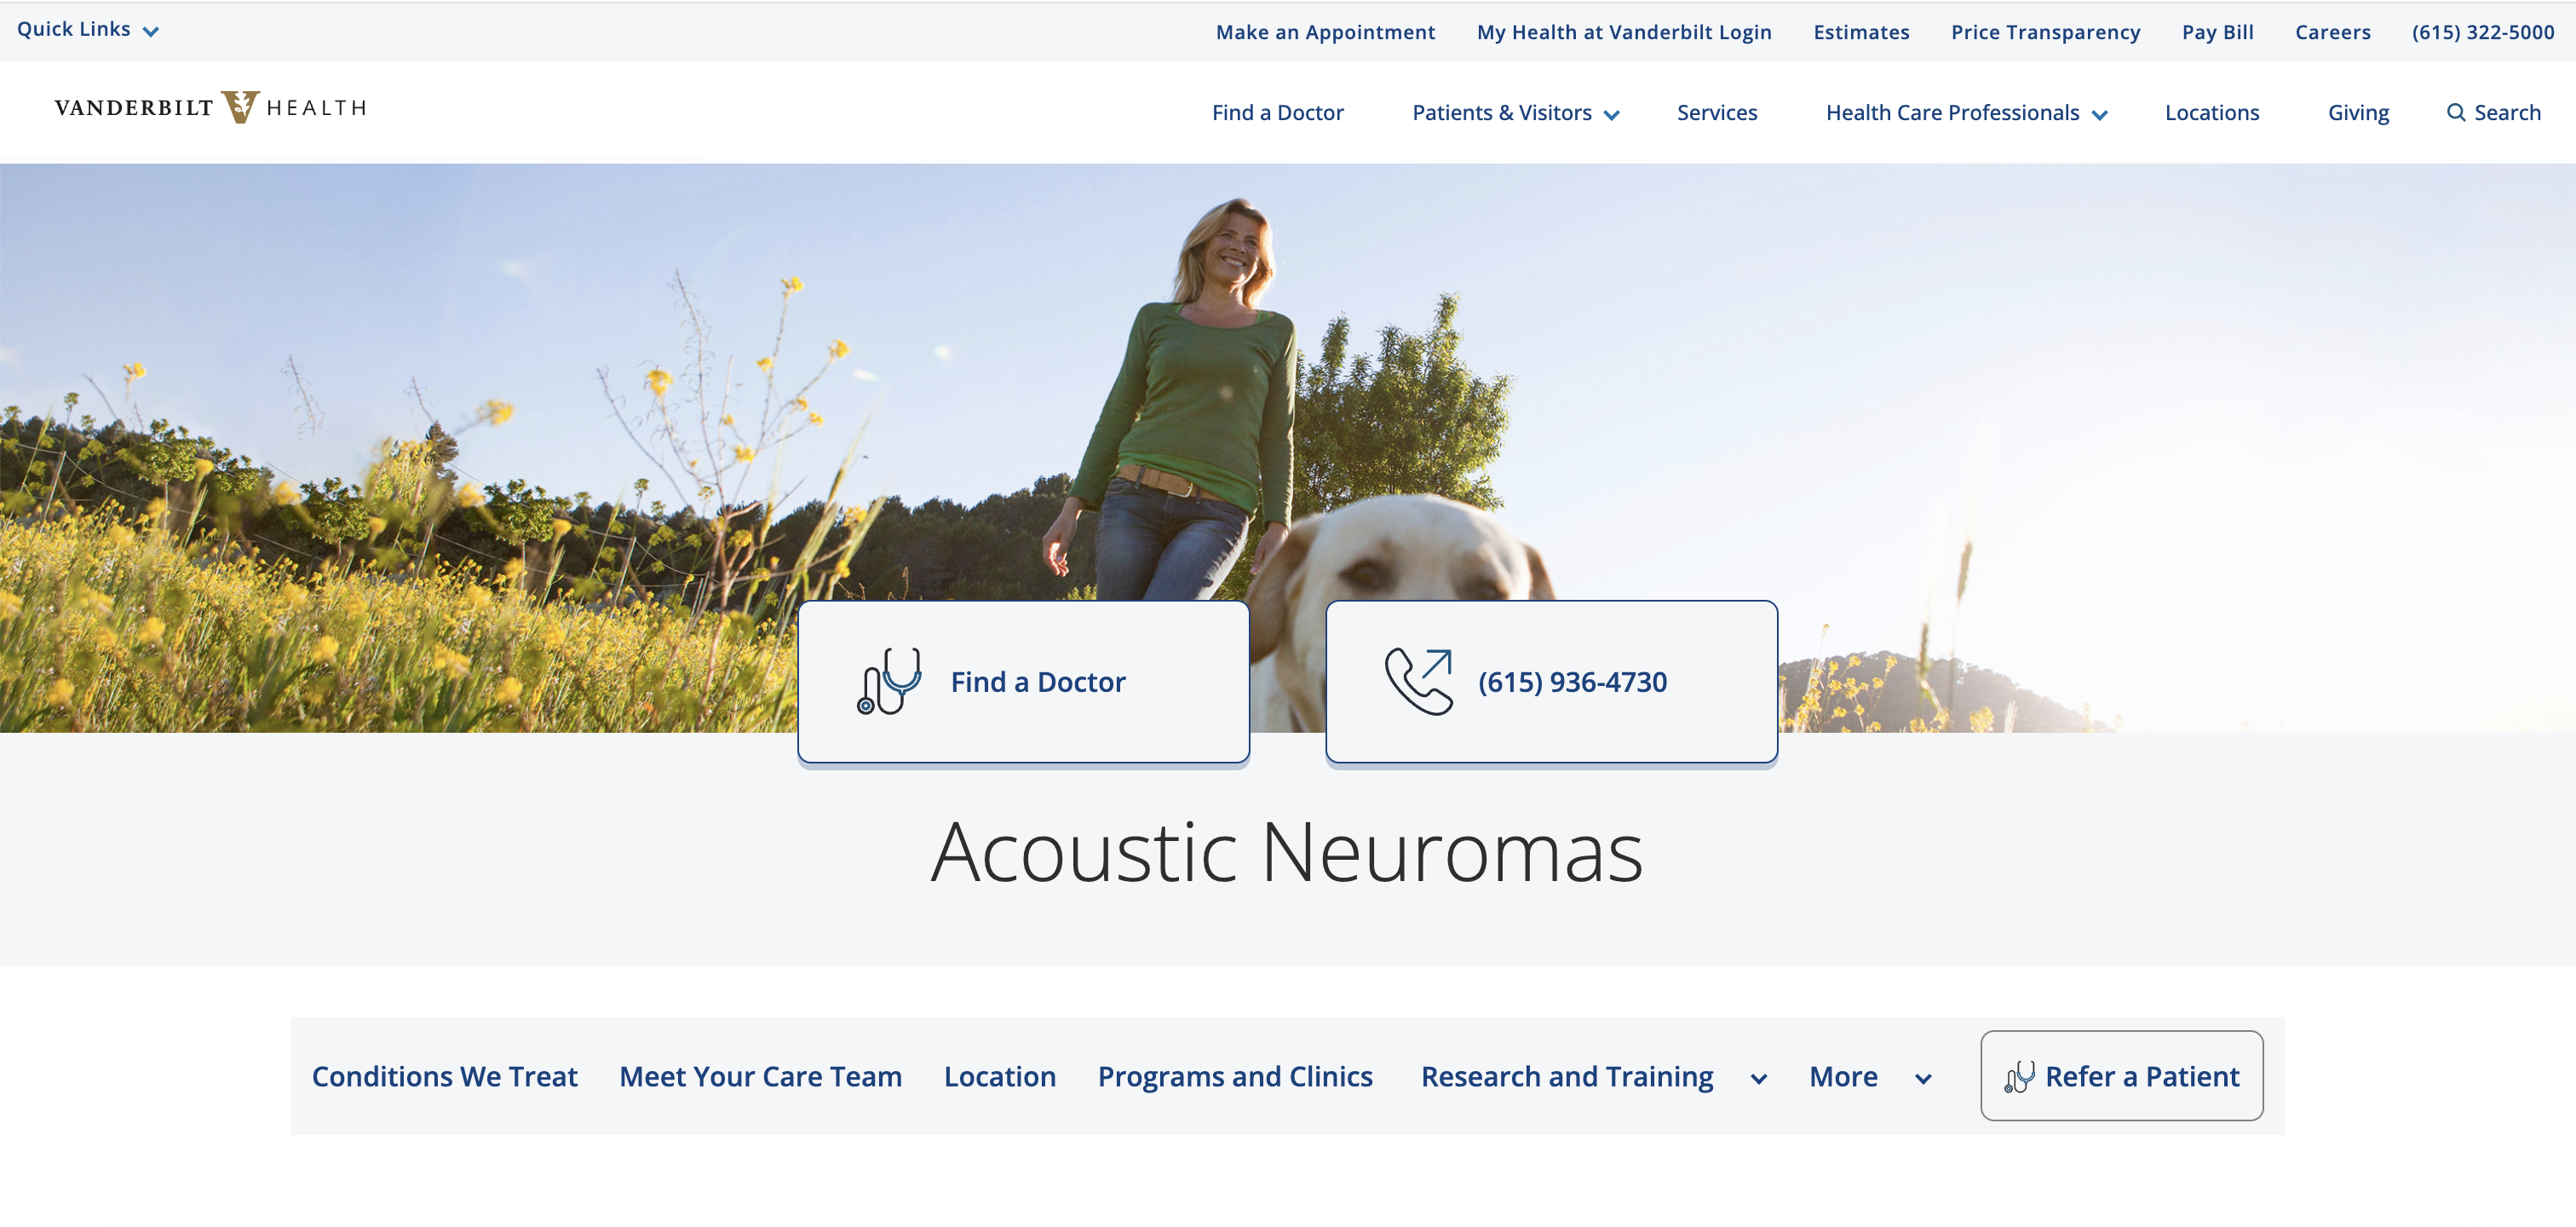 Quick Links
Make an Appointment My Health at Vanderbilt Login Estimates Price Transparency Pay Bill Careers (615) 322-5000
VANDERBILT V HEALTH
Find a Doctor Patients & Visitors Services Health Care Professionals Locations Giving Search
Find a Doctor
(615) 936-4730
Acoustic Neuromas
Conditions We Treat Meet Your Care Team Location Programs and Clinics Research and Training More Refer a Patient